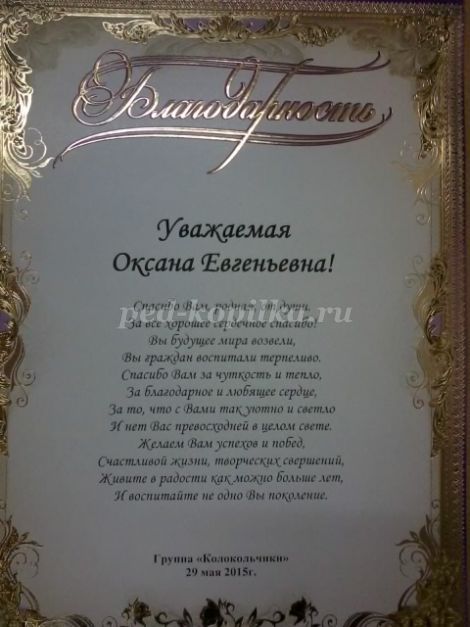 Благодарность
Уважаемая
Оксана Евгеньевна!
Спасибо Вам, родная, от души,
За все хорошее сердечное спасибо!
ped-kopilka.ru
Вы будущее мира возвели,
Вы граждан воспитали терпеливо.
Спасибо Вам за чуткость и тепло,
За благодарное и любящее сердце,
За то, что с Вами так уютно и светло
И нет Вас превосходней в целом свете.
Желаем Вам успехов и побед,
Счастливой жизни, творческих свершений,
Живите в радости как можно больше лет,
И воспитайте не одно Вы поколение.
Группа «Колокольчики»
29 мая 2015г.